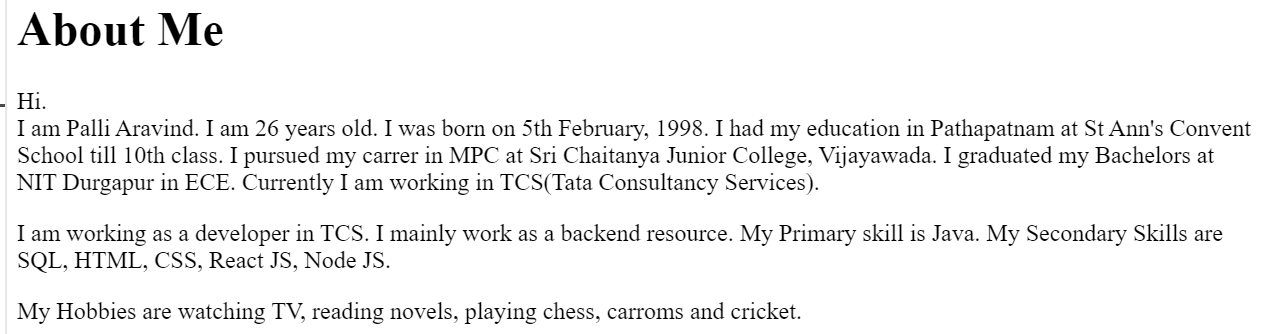 About Me
Hi.
I am Palli Aravind. I am 26 years old. I was born on 5th February, 1998. I had my education in Pathapatnam at St Ann's Convent
School till 10th class. I pursued my carrer in MPC at Sri Chaitanya Junior College, Vijayawada. I graduated my Bachelors at
NIT Durgapur in ECE. Currently I am working in TCS(Tata Consultancy Services).
I am working as a developer in TCS. I mainly work as a backend resource. My Primary skill is Java. My Secondary Skills are
SQL, HTML, CSS, React JS, Node JS.
My Hobbies are watching TV, reading novels, playing chess, carroms and cricket.